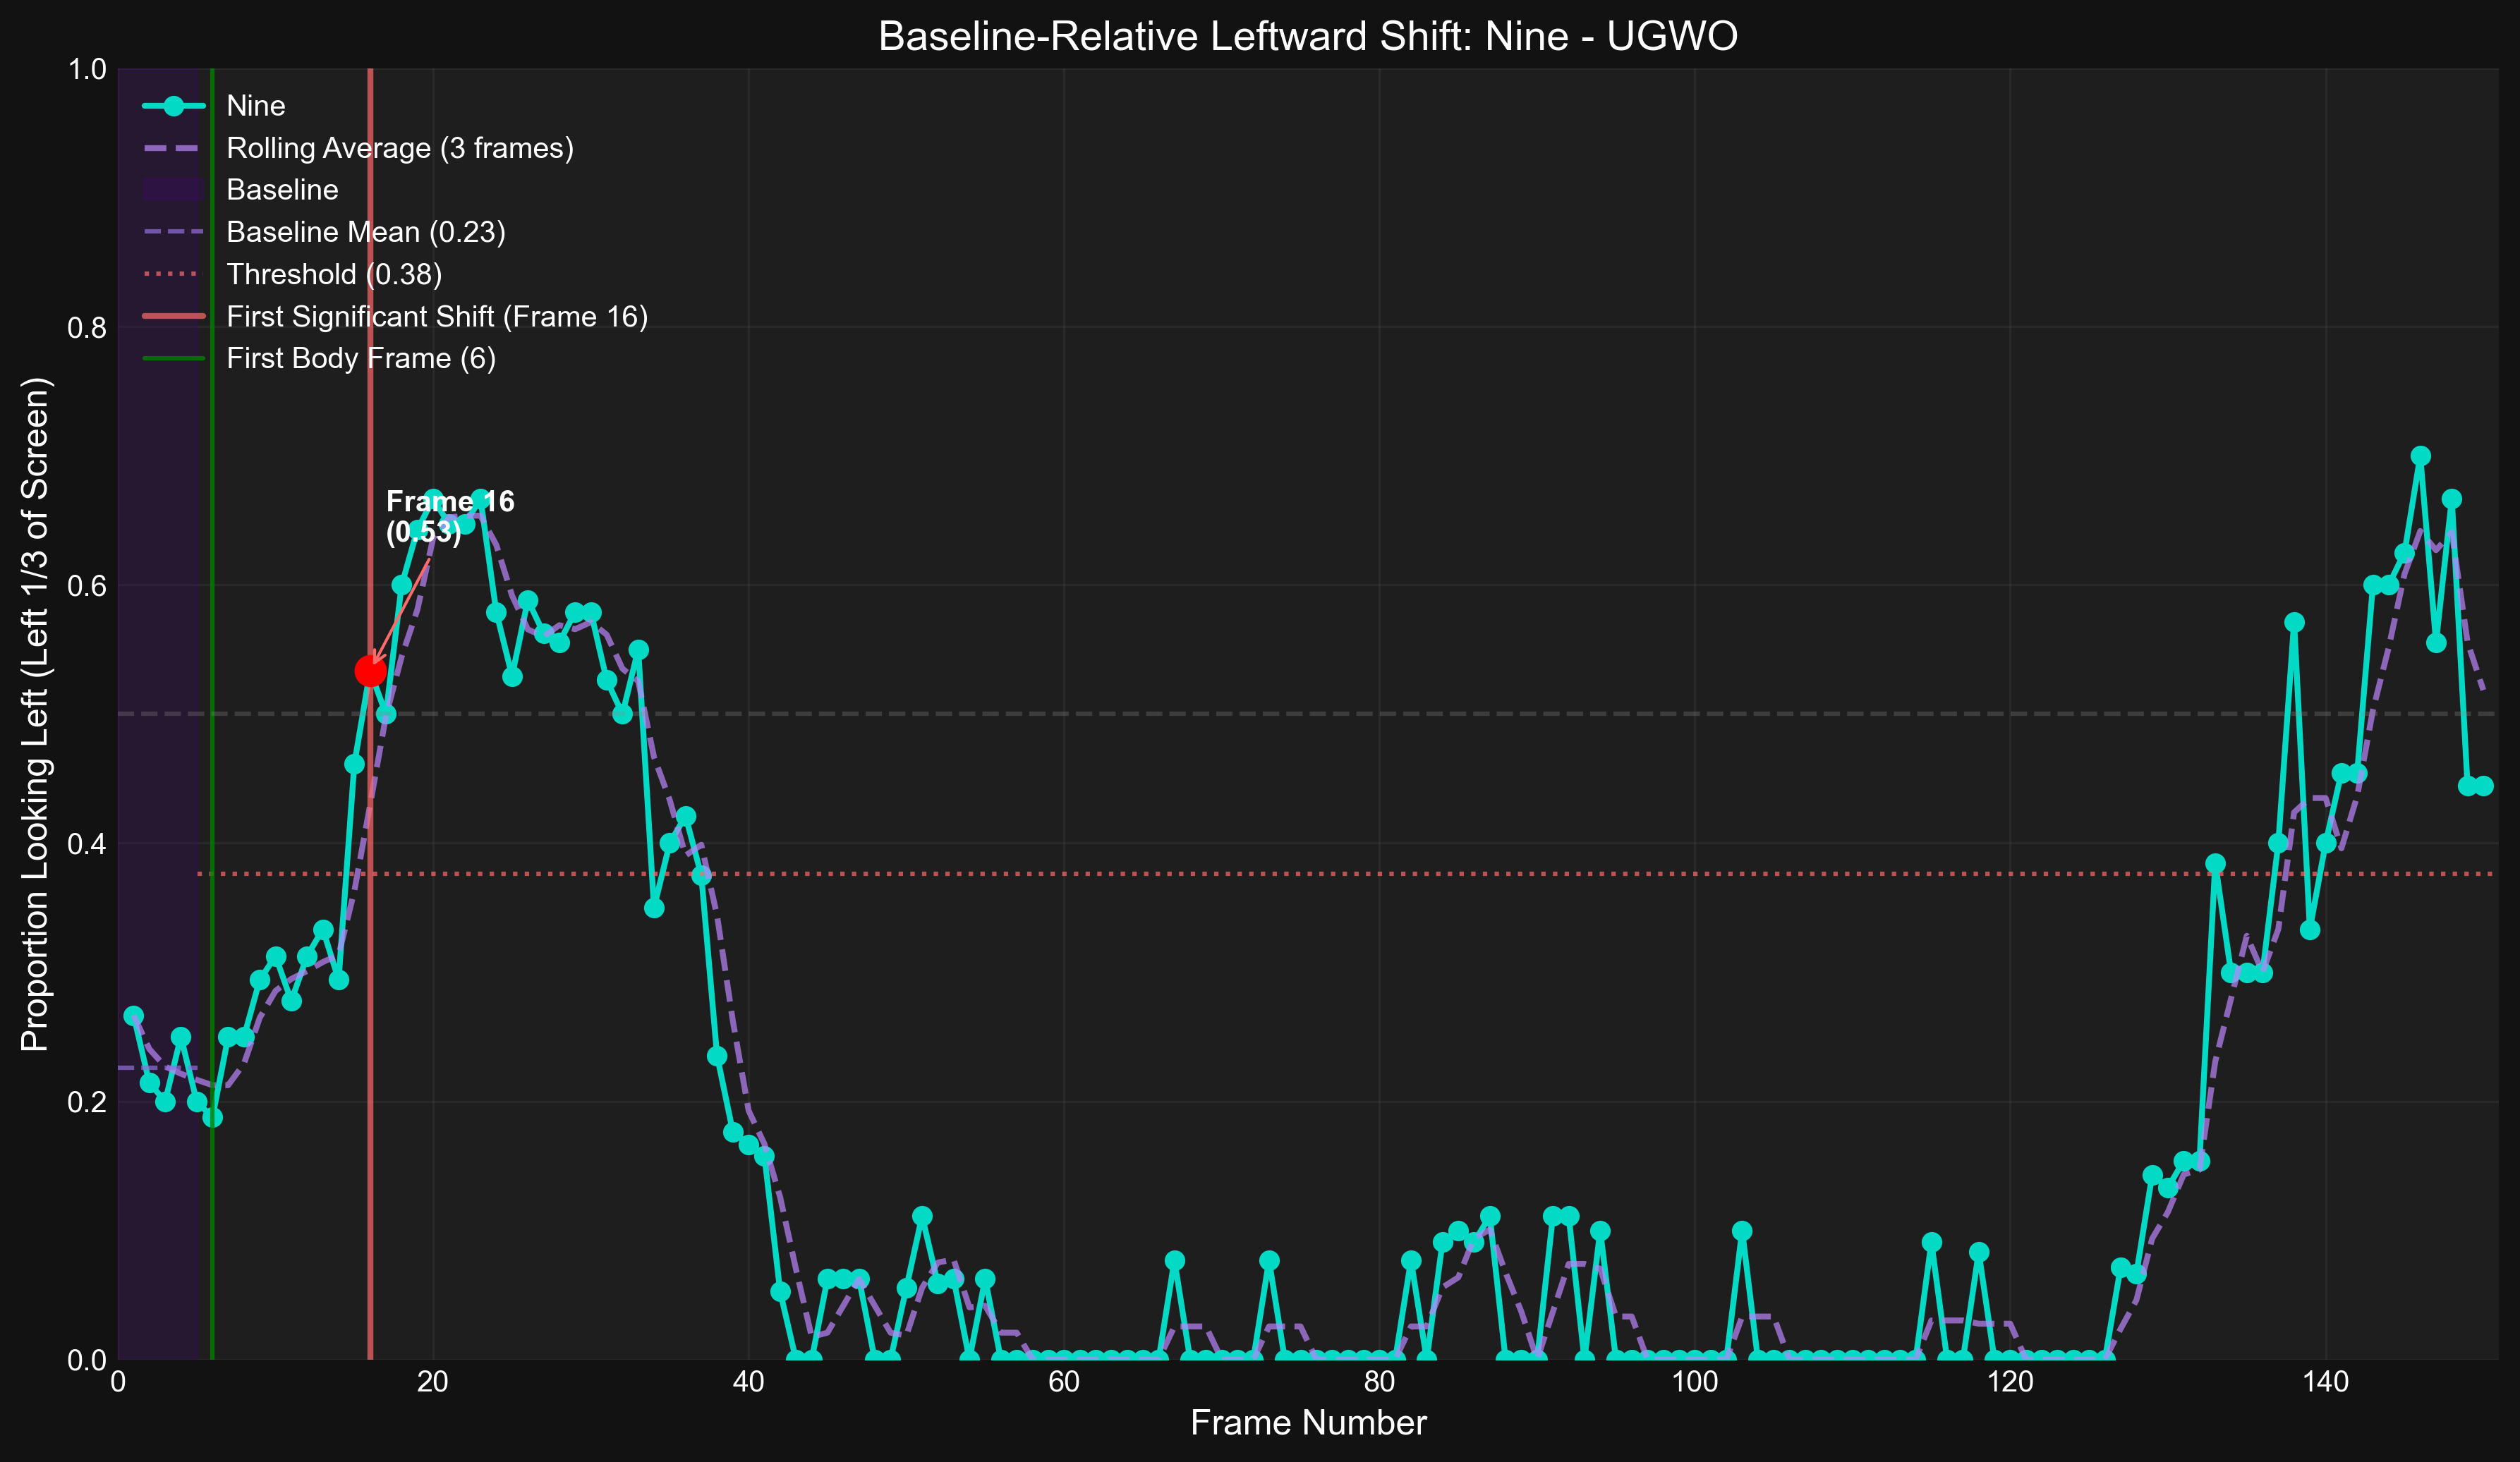 Baseline-Relative Leftward Shift: Nine - UGWO
Nine
Rolling Average (3 frames)
Baseline
Baseline Mean (0.23)
Threshold (0.38)
First Significant Shift (Frame 16)
First Body Frame (6)
Frame 16
(0.53)
Proportion Looking Left (Left 1/3 of Screen)
1.0
0.8
0.6
0.4
0.2
0.0
0
20
40
60
80
100
120
140
Frame Number